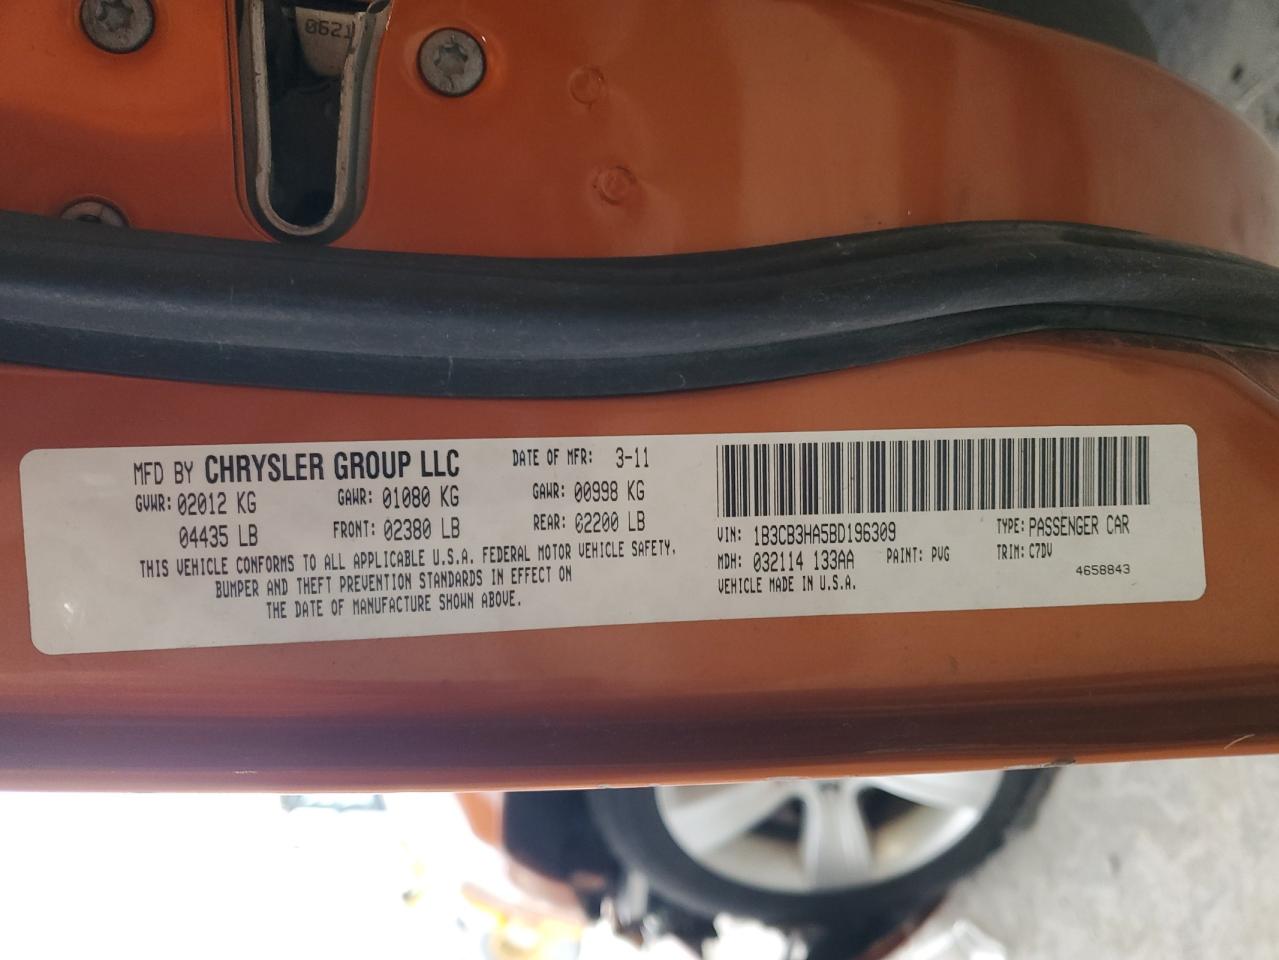 0621
MFD BY CHRYSLER GROUP LLC DATE OF MFR: 3-11
GVWR: 02012 KG GAWR: 01080 KG GAWR: 00998 KG
04435 LB FRONT: 02380 LB REAR: 02200 LB
THIS VEHICLE CONFORMS TO ALL APPLICABLE U.S.A. FEDERAL MOTOR VEHICLE SAFETY,
BUMPER AND THEFT PREVENTION STANDARDS IN EFFECT ON
THE DATE OF MANUFACTURE SHOWN ABOVE.
VIN: 1B3CB3HA5BD196309 TYPE: PASSENGER CAR
MDH: 032114 133AA PAINT: PVG TRIM: C7DV
VEHICLE MADE IN U.S.A. 4658843